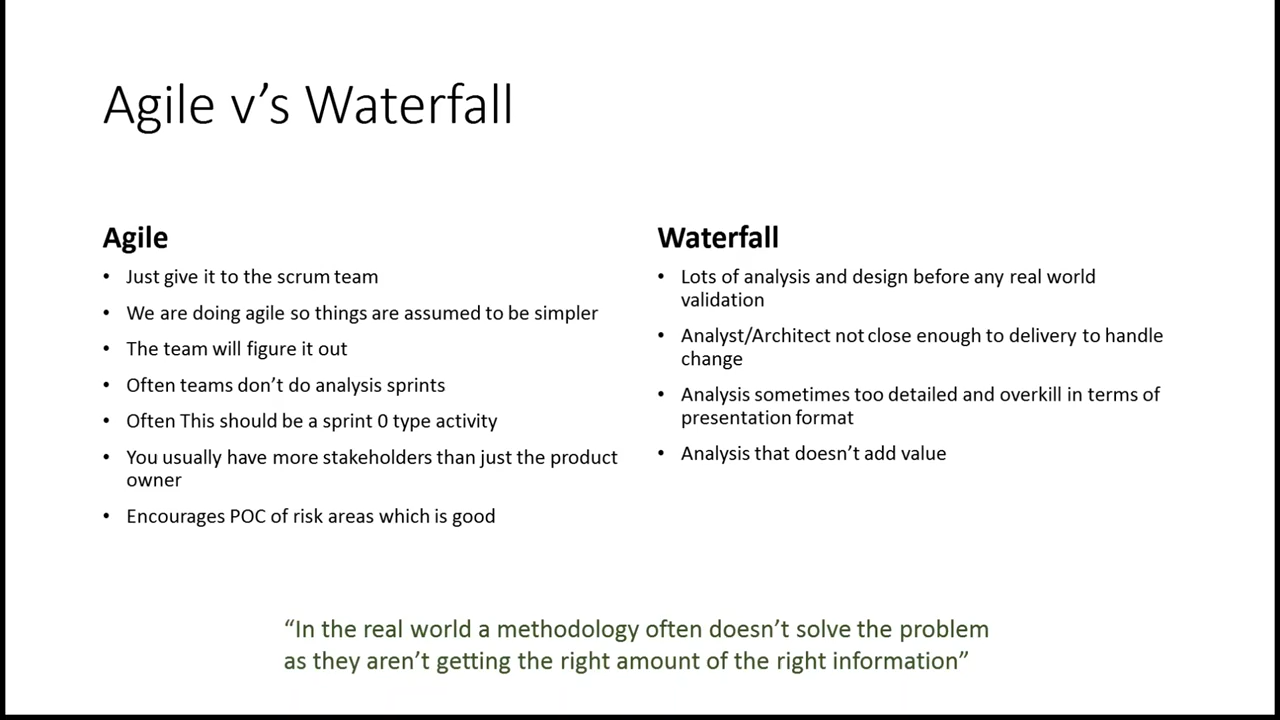 Agile v’s Waterfall
Agile
• Just give it to the scrum team
• We are doing agile so things are assumed to be simpler
• The team will figure it out
• Often teams don’t do analysis sprints
• Often This should be a sprint 0 type activity
• You usually have more stakeholders than just the product
owner
• Encourages POC of risk areas which is good
Waterfall
• Lots of analysis and design before any real world
validation
• Analyst/Architect not close enough to delivery to handle
change
• Analysis sometimes too detailed and overkill in terms of
presentation format
• Analysis that doesn’t add value
“In the real world a methodology often doesn’t solve the problem
as they aren’t getting the right amount of the right information”